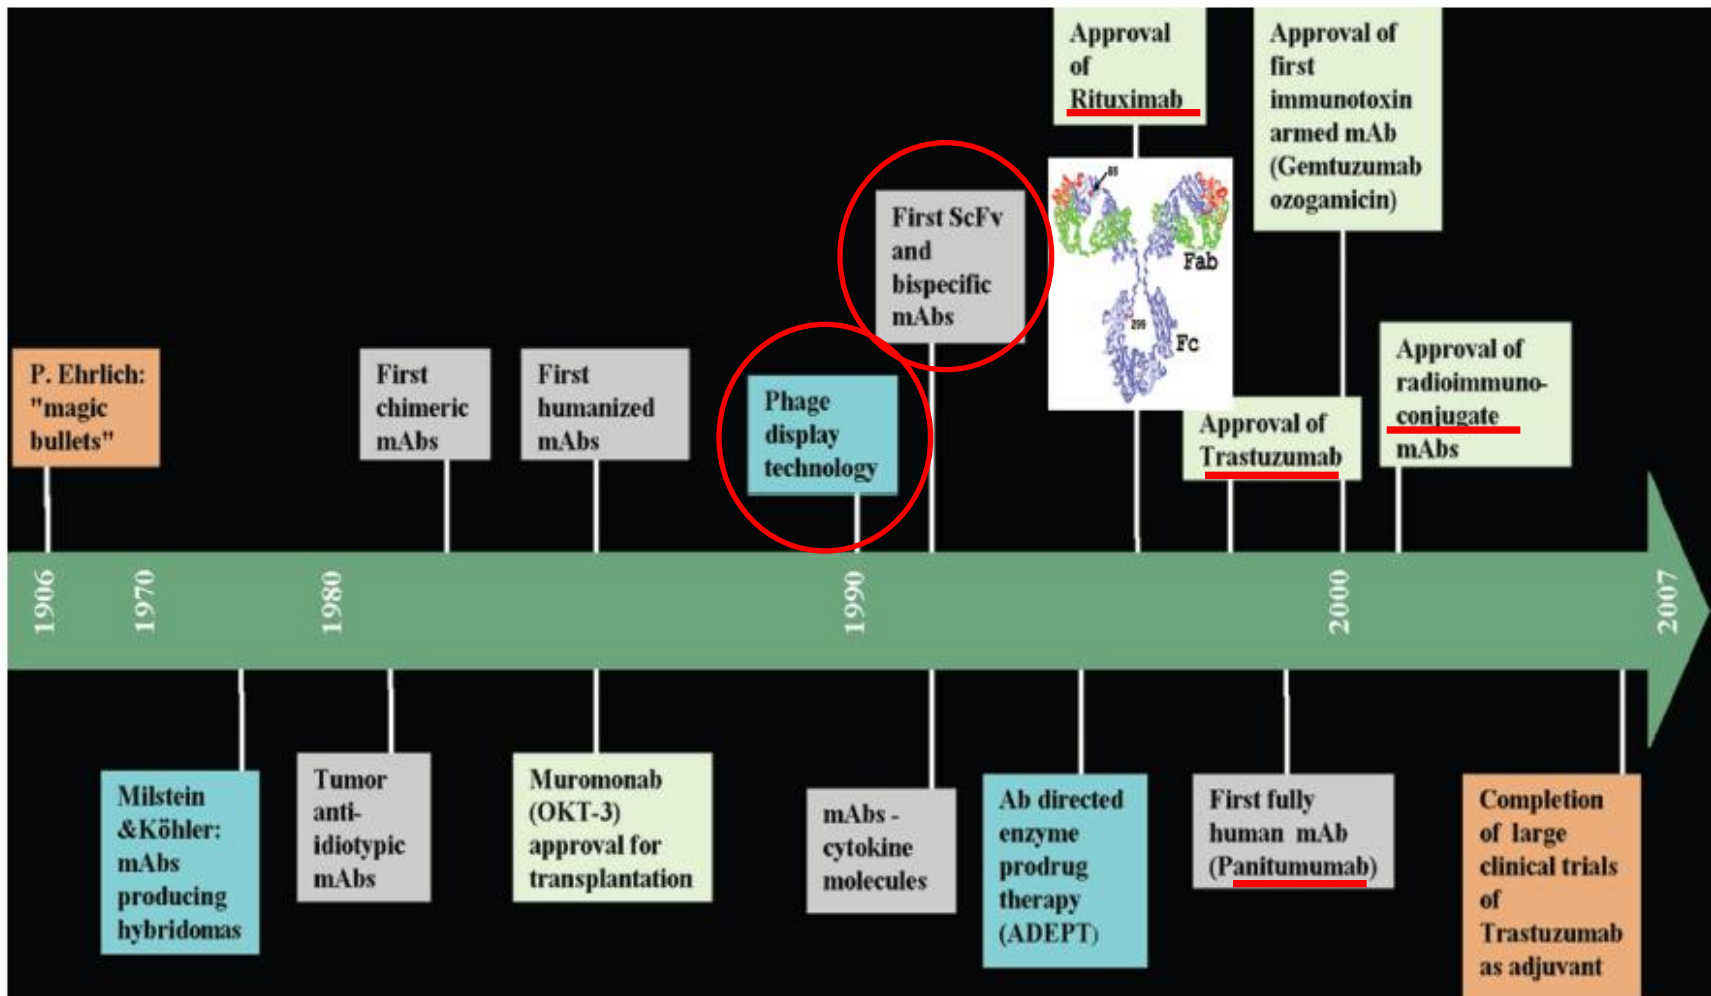 Approval
of
Rituximab
Approval of
first
immunotoxin
armed mAb
(Gemtuzumab
ozogamicin)
88
Fab
299
Fc
First ScFv
and
bispecific
mAbs
P. Ehrlich:
"magic
bullets"
First
chimeric
mAbs
First
humanized
mAbs
Phage
display
technology
Approval of
Trastuzumab
Approval of
radioimmuno-
conjugate
mAbs
1906
1970
1980
1990
2000
2007
Milstein
&Köhler:
mAbs
producing
hybridomas
Tumor
anti-
idiotypic
mAbs
Muromonab
(OKT-3)
approval for
transplantation
mAbs -
cytokine
molecules
Ab directed
enzyme
prodrug
therapy
(ADEPT)
First fully
human mAb
(Panitumumab)
Completion
of large
clinical trials
of
Trastuzumab
as adjuvant